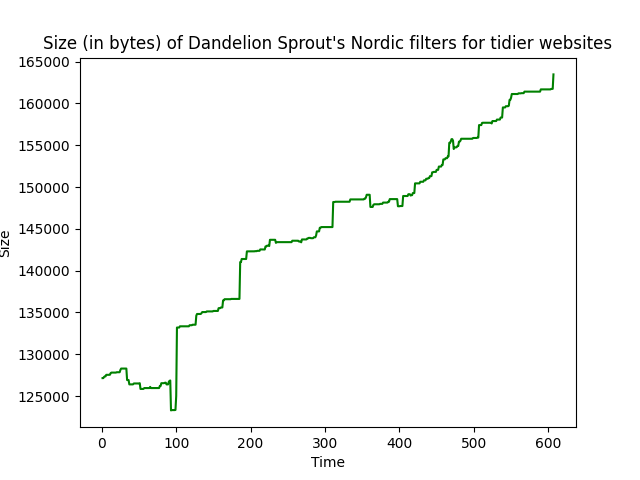 Size (in bytes) of Dandelion Sprout's Nordic filters for tidier websites
165000
160000
155000
150000
145000
140000
135000
130000
125000
Size
0 100 200 300 400 500 600
Time